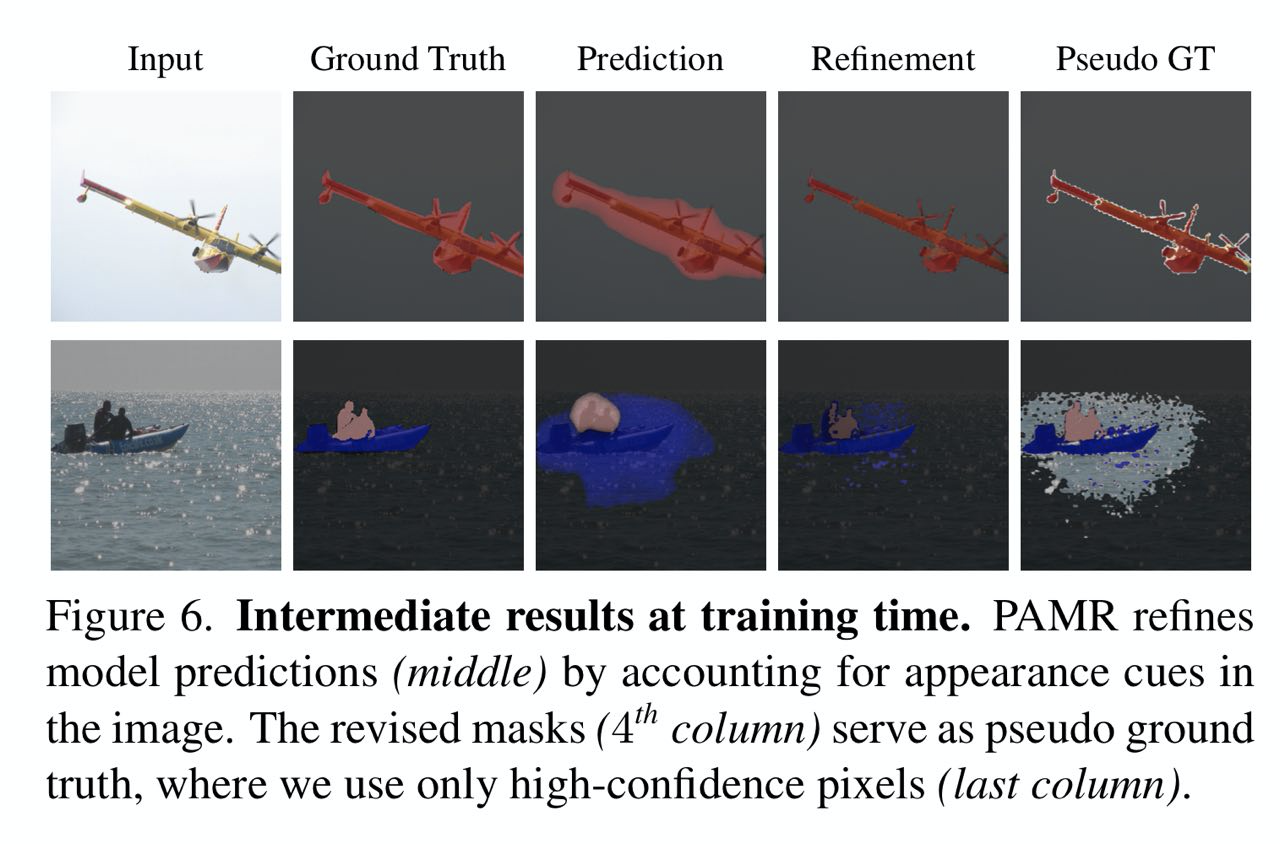 Input Ground Truth Prediction Refinement Pseudo GT
Figure 6. Intermediate results at training time. PAMR refines
model predictions (middle) by accounting for appearance cues in
the image. The revised masks (4th column) serve as pseudo ground
truth, where we use only high-confidence pixels (last column).